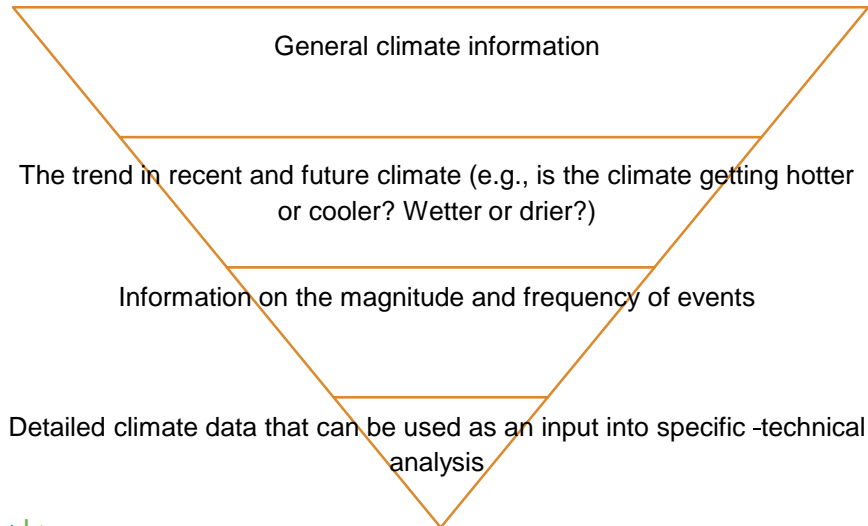 General climate information
The trend in recent and future climate (e.g., is the climate getting hotter
or cooler? Wetter or drier?)
Information on the magnitude and frequency of events
Detailed climate data that can be used as an input into specific -technical
analysis